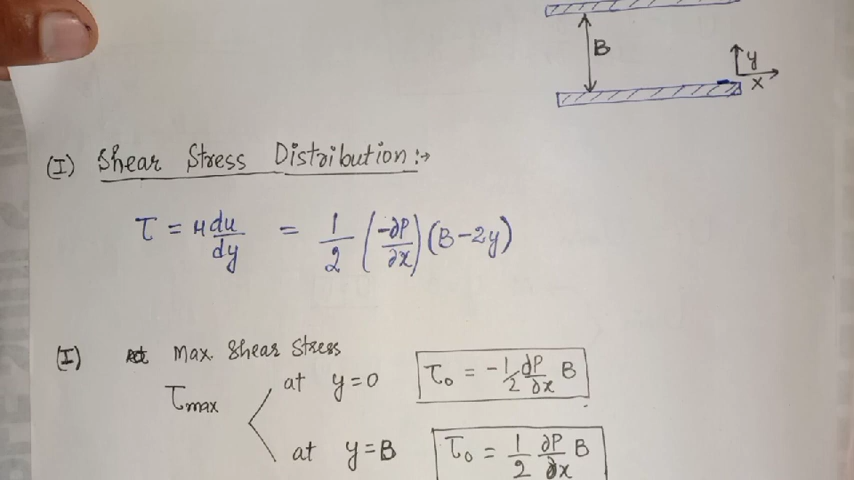 B
y
x
(I) Shear Stress Distribution :→
τ = μ du/dy = 1/2 (-∂P/∂x) (B-2y)
(I) Max. Shear Stress
τmax
at y=0 τ₀ = -1/2 ∂P/∂x B
at y=B τ₀ = 1/2 ∂P/∂x B